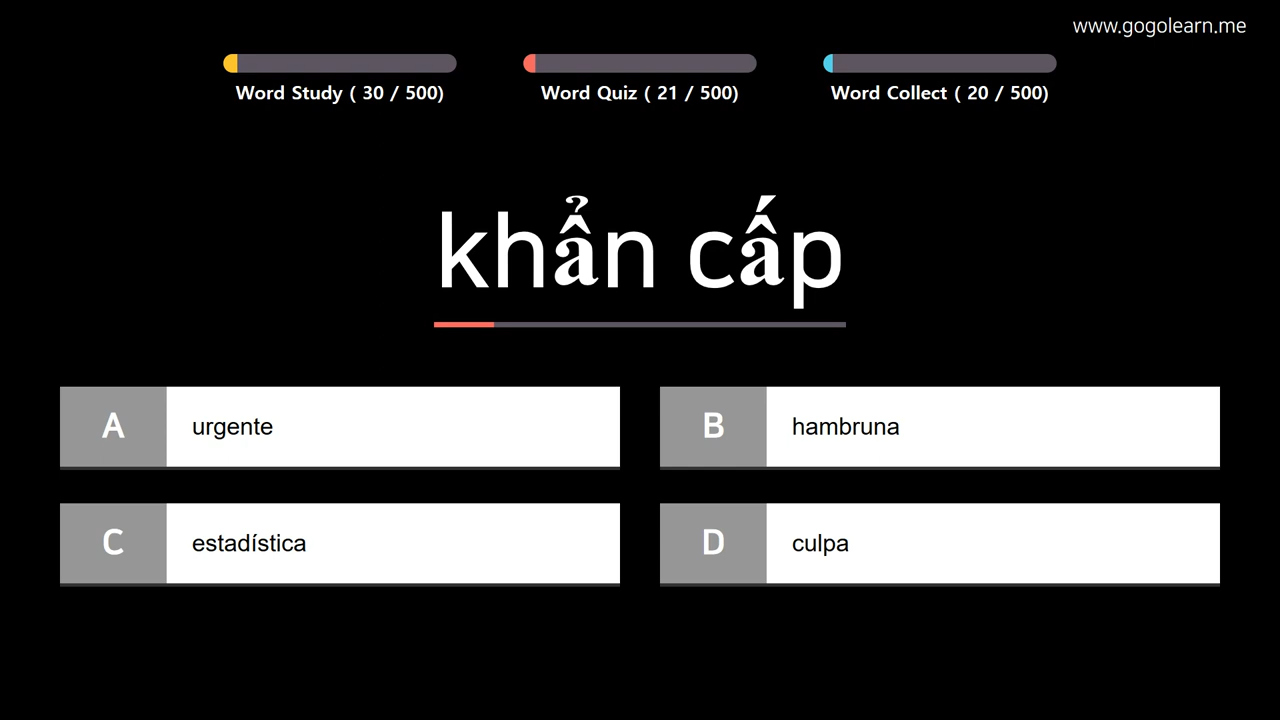 www.gogolearn.me
Word Study ( 30 / 500)
Word Quiz ( 21 / 500)
Word Collect ( 20 / 500)
khẩn cấp
A urgente
B hambruna
C estadística
D culpa